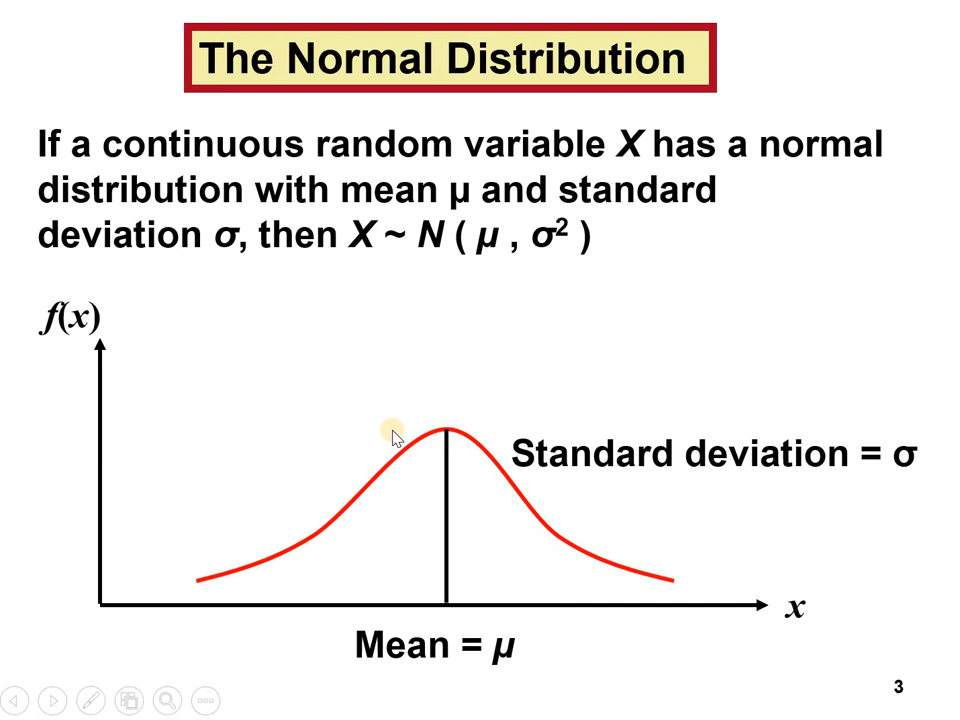 The Normal Distribution
If a continuous random variable X has a normal
distribution with mean μ and standard
deviation σ, then X ~ N ( μ , σ² )
f(x)
Standard deviation = σ
x
Mean = μ
3